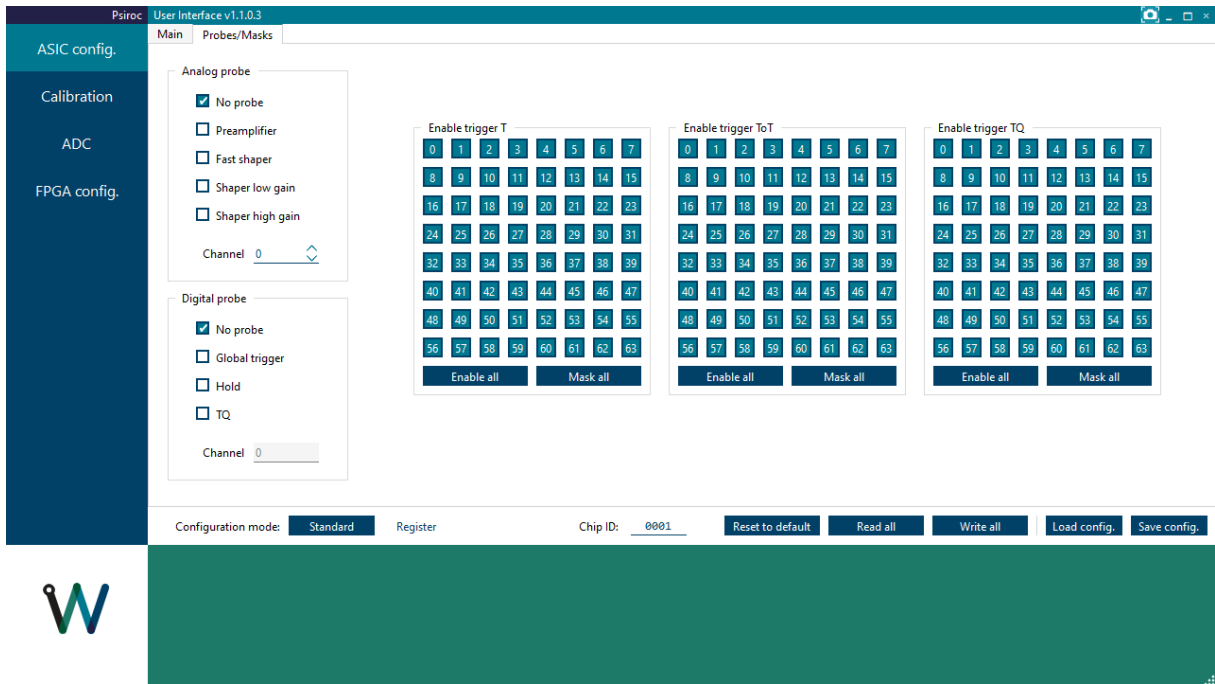 Psiroc User Interface v1.1.0.3
ASIC config.
Calibration
ADC
FPGA config.
Main Probes/Masks
Analog probe
No probe
Preamplifier
Fast shaper
Shaper low gain
Shaper high gain
Channel 0
Digital probe
No probe
Global trigger
Hold
TQ
Channel 0
Enable trigger T
0 1 2 3 4 5 6 7
8 9 10 11 12 13 14 15
16 17 18 19 20 21 22 23
24 25 26 27 28 29 30 31
32 33 34 35 36 37 38 39
40 41 42 43 44 45 46 47
48 49 50 51 52 53 54 55
56 57 58 59 60 61 62 63
Enable all Mask all
Enable trigger ToT
0 1 2 3 4 5 6 7
8 9 10 11 12 13 14 15
16 17 18 19 20 21 22 23
24 25 26 27 28 29 30 31
32 33 34 35 36 37 38 39
40 41 42 43 44 45 46 47
48 49 50 51 52 53 54 55
56 57 58 59 60 61 62 63
Enable all Mask all
Enable trigger TQ
0 1 2 3 4 5 6 7
8 9 10 11 12 13 14 15
16 17 18 19 20 21 22 23
24 25 26 27 28 29 30 31
32 33 34 35 36 37 38 39
40 41 42 43 44 45 46 47
48 49 50 51 52 53 54 55
56 57 58 59 60 61 62 63
Enable all Mask all
Configuration mode: Standard Register Chip ID: 0001 Reset to default Read all Write all Load config. Save config.
W